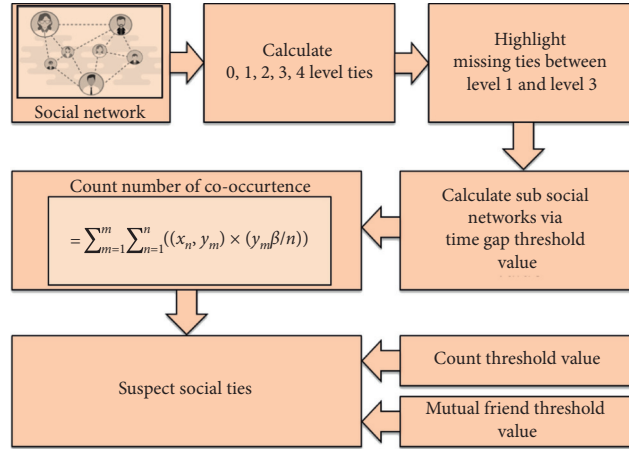 Social network
Calculate
0, 1, 2, 3, 4 level ties
Highlight
missing ties between
level 1 and level 3
Calculate sub social
networks via
time gap threshold
value
Count number of co-occurtence
= ∑_{m=1}^{m} ∑_{n=1}^{n} ((x_n, y_m) × (y_mβ/n))
Suspect social ties
Count threshold value
Mutual friend threshold
value